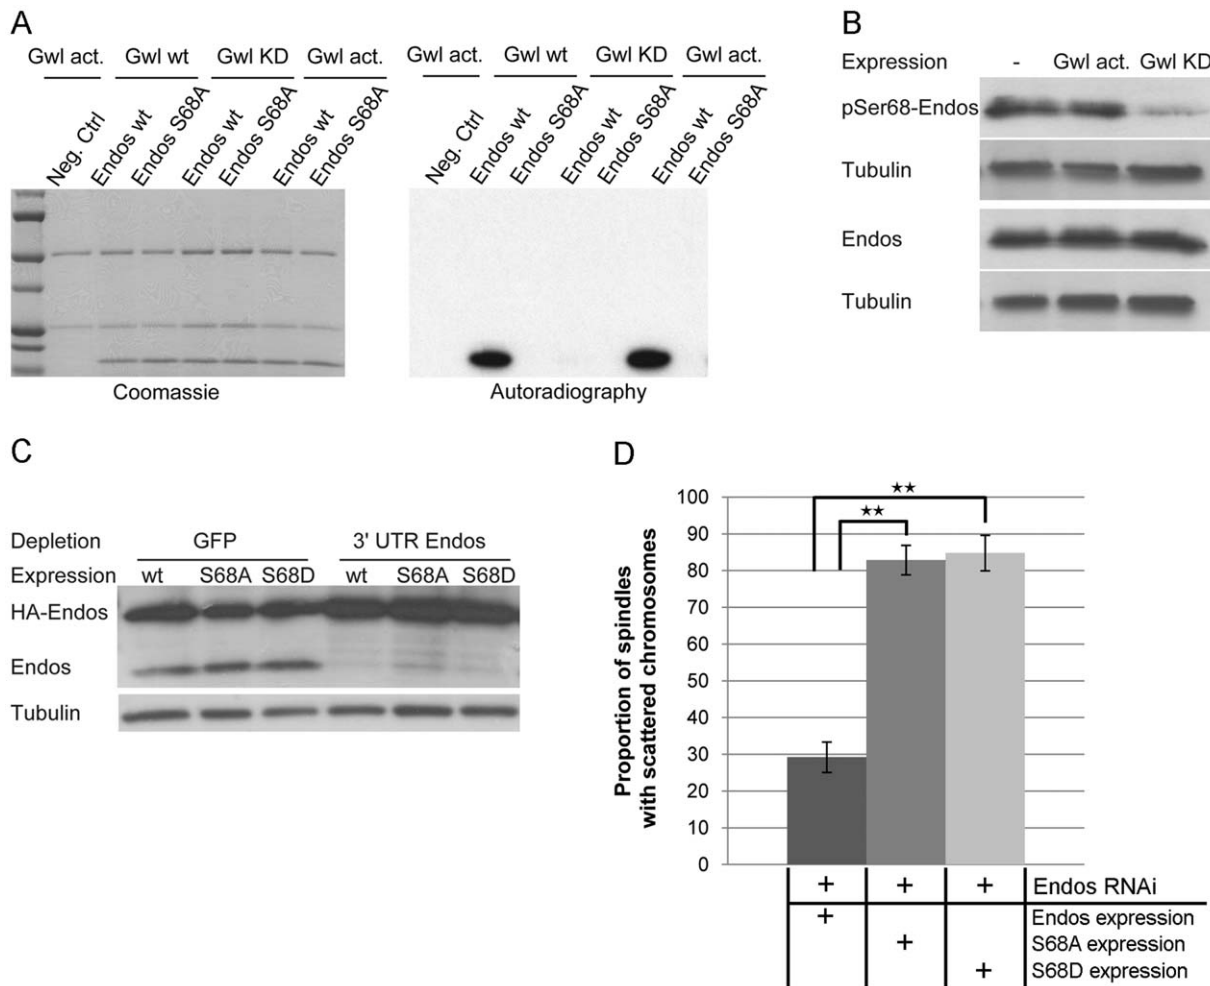 A
Gwl act. Gwl wt Gwl KD Gwl act.
Neg. Ctrl
Endos wt
Endos S68A
Endos wt
Endos S68A
Endos wt
Endos S68A
Coomassie
Gwl act. Gwl wt Gwl KD Gwl act.
Neg. Ctrl
Endos wt
Endos S68A
Endos wt
Endos S68A
Endos wt
Endos S68A
Autoradiography
B
Expression - Gwl act. Gwl KD
pSer68-Endos
Tubulin
Endos
Tubulin
C
Depletion GFP 3' UTR Endos
Expression wt S68A S68D wt S68A S68D
HA-Endos
Endos
Tubulin
D
Proportion of spindles
with scattered chromosomes
100
90
80
70
60
50
40
30
20
10
0
★★
★★
+ + + Endos RNAi
+ Endos expression
+ S68A expression
+ S68D expression